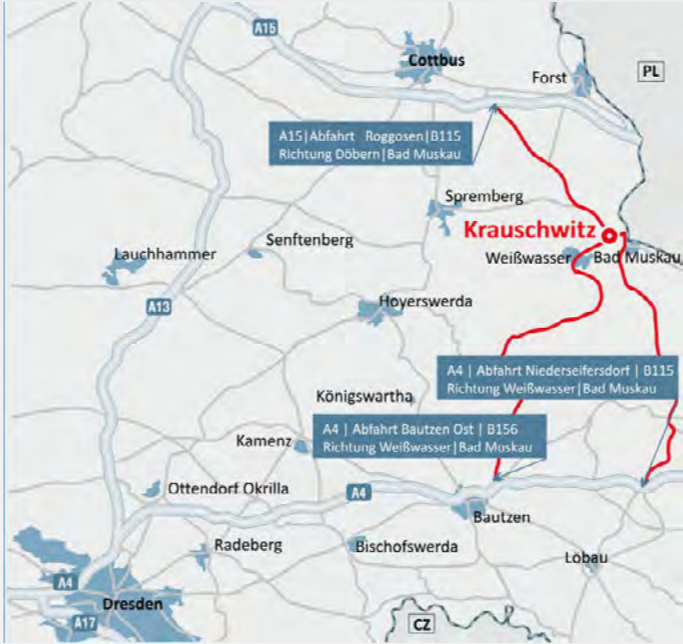 A15
Cottbus
Forst
PL
A15|Abfahrt Roggosen|B115
Richtung Döbern|Bad Muskau
Spremberg
Krauschwitz
Lauchhammer
Senftenberg
Weißwasser
Bad Muskau
A13
Hoyerswerda
A4 | Abfahrt Niederseifersdorf | B115
Richtung Weißwasser|Bad Muskau
Königswartha
A4 | Abfahrt Bautzen Ost | B156
Richtung Weißwasser|Bad Muskau
Kamenz
Ottendorf Okrilla
A4
Bautzen
Radeberg
Bischofswerda
Löbau
A4
Dresden
A17
CZ